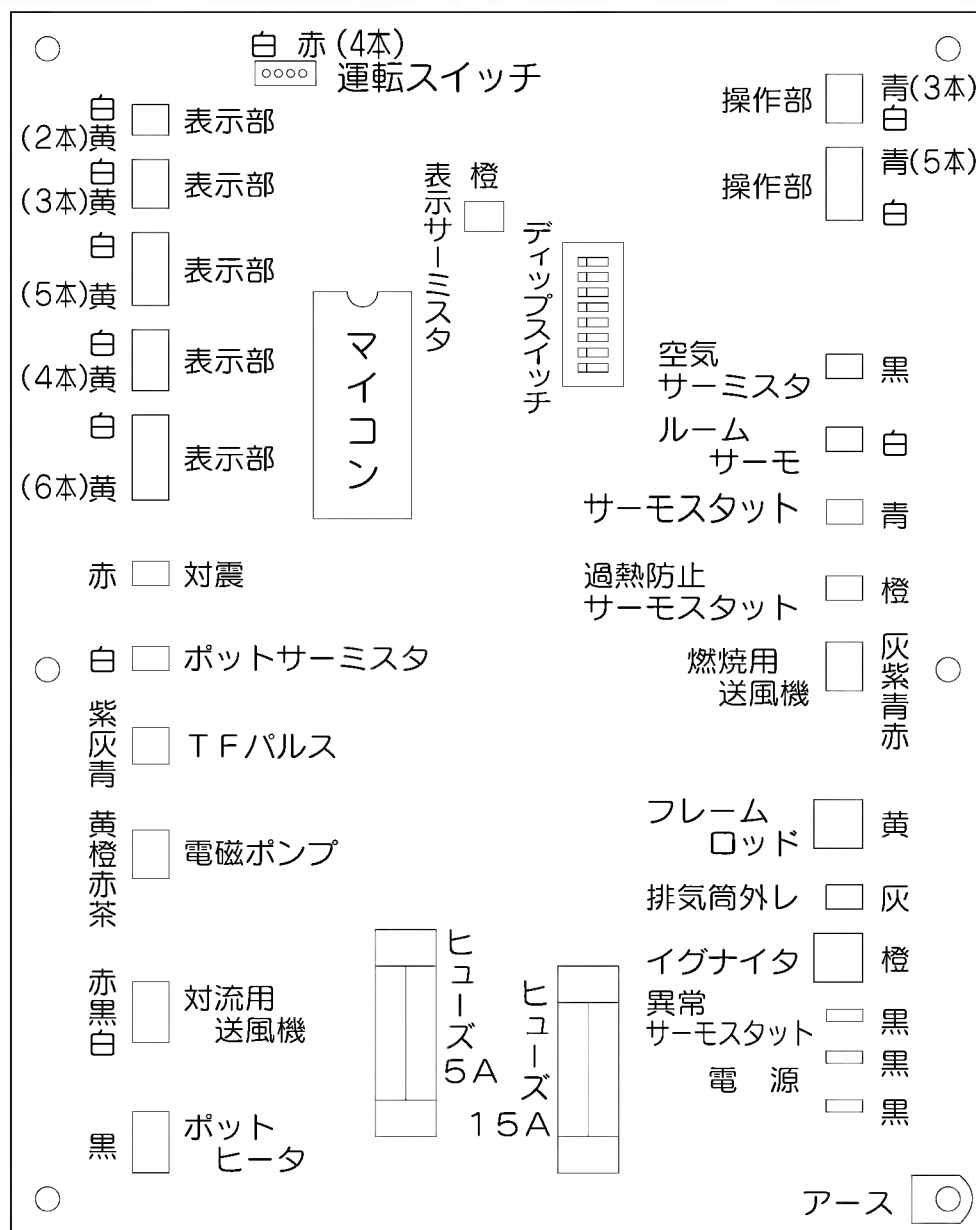 白 赤(4本)
運転スイッチ
白
(2本)黄
表示部
白
(3本)黄
表示部
白
(5本)黄
表示部
白
(4本)黄
表示部
白
(6本)黄
表示部
表示サーミスタ
橙
ディップスイッチ
マイコン
操作部
青(3本)
白
操作部
青(5本)
白
空気
サーミスタ
黒
ルーム
サーモ
白
サーモスタット
青
過熱防止
サーモスタット
橙
燃焼用
送風機
灰紫青赤
フレーム
ロッド
黄
排気筒外レ
灰
イグナイタ
橙
異常
サーモスタット
黒
電 源
黒
黒
アース
赤
対震
白
ポットサーミスタ
紫灰青
TFパルス
黄橙赤茶
電磁ポンプ
赤黒白
対流用
送風機
黒
ポット
ヒータ
ヒューズ
5A
ヒューズ
15A